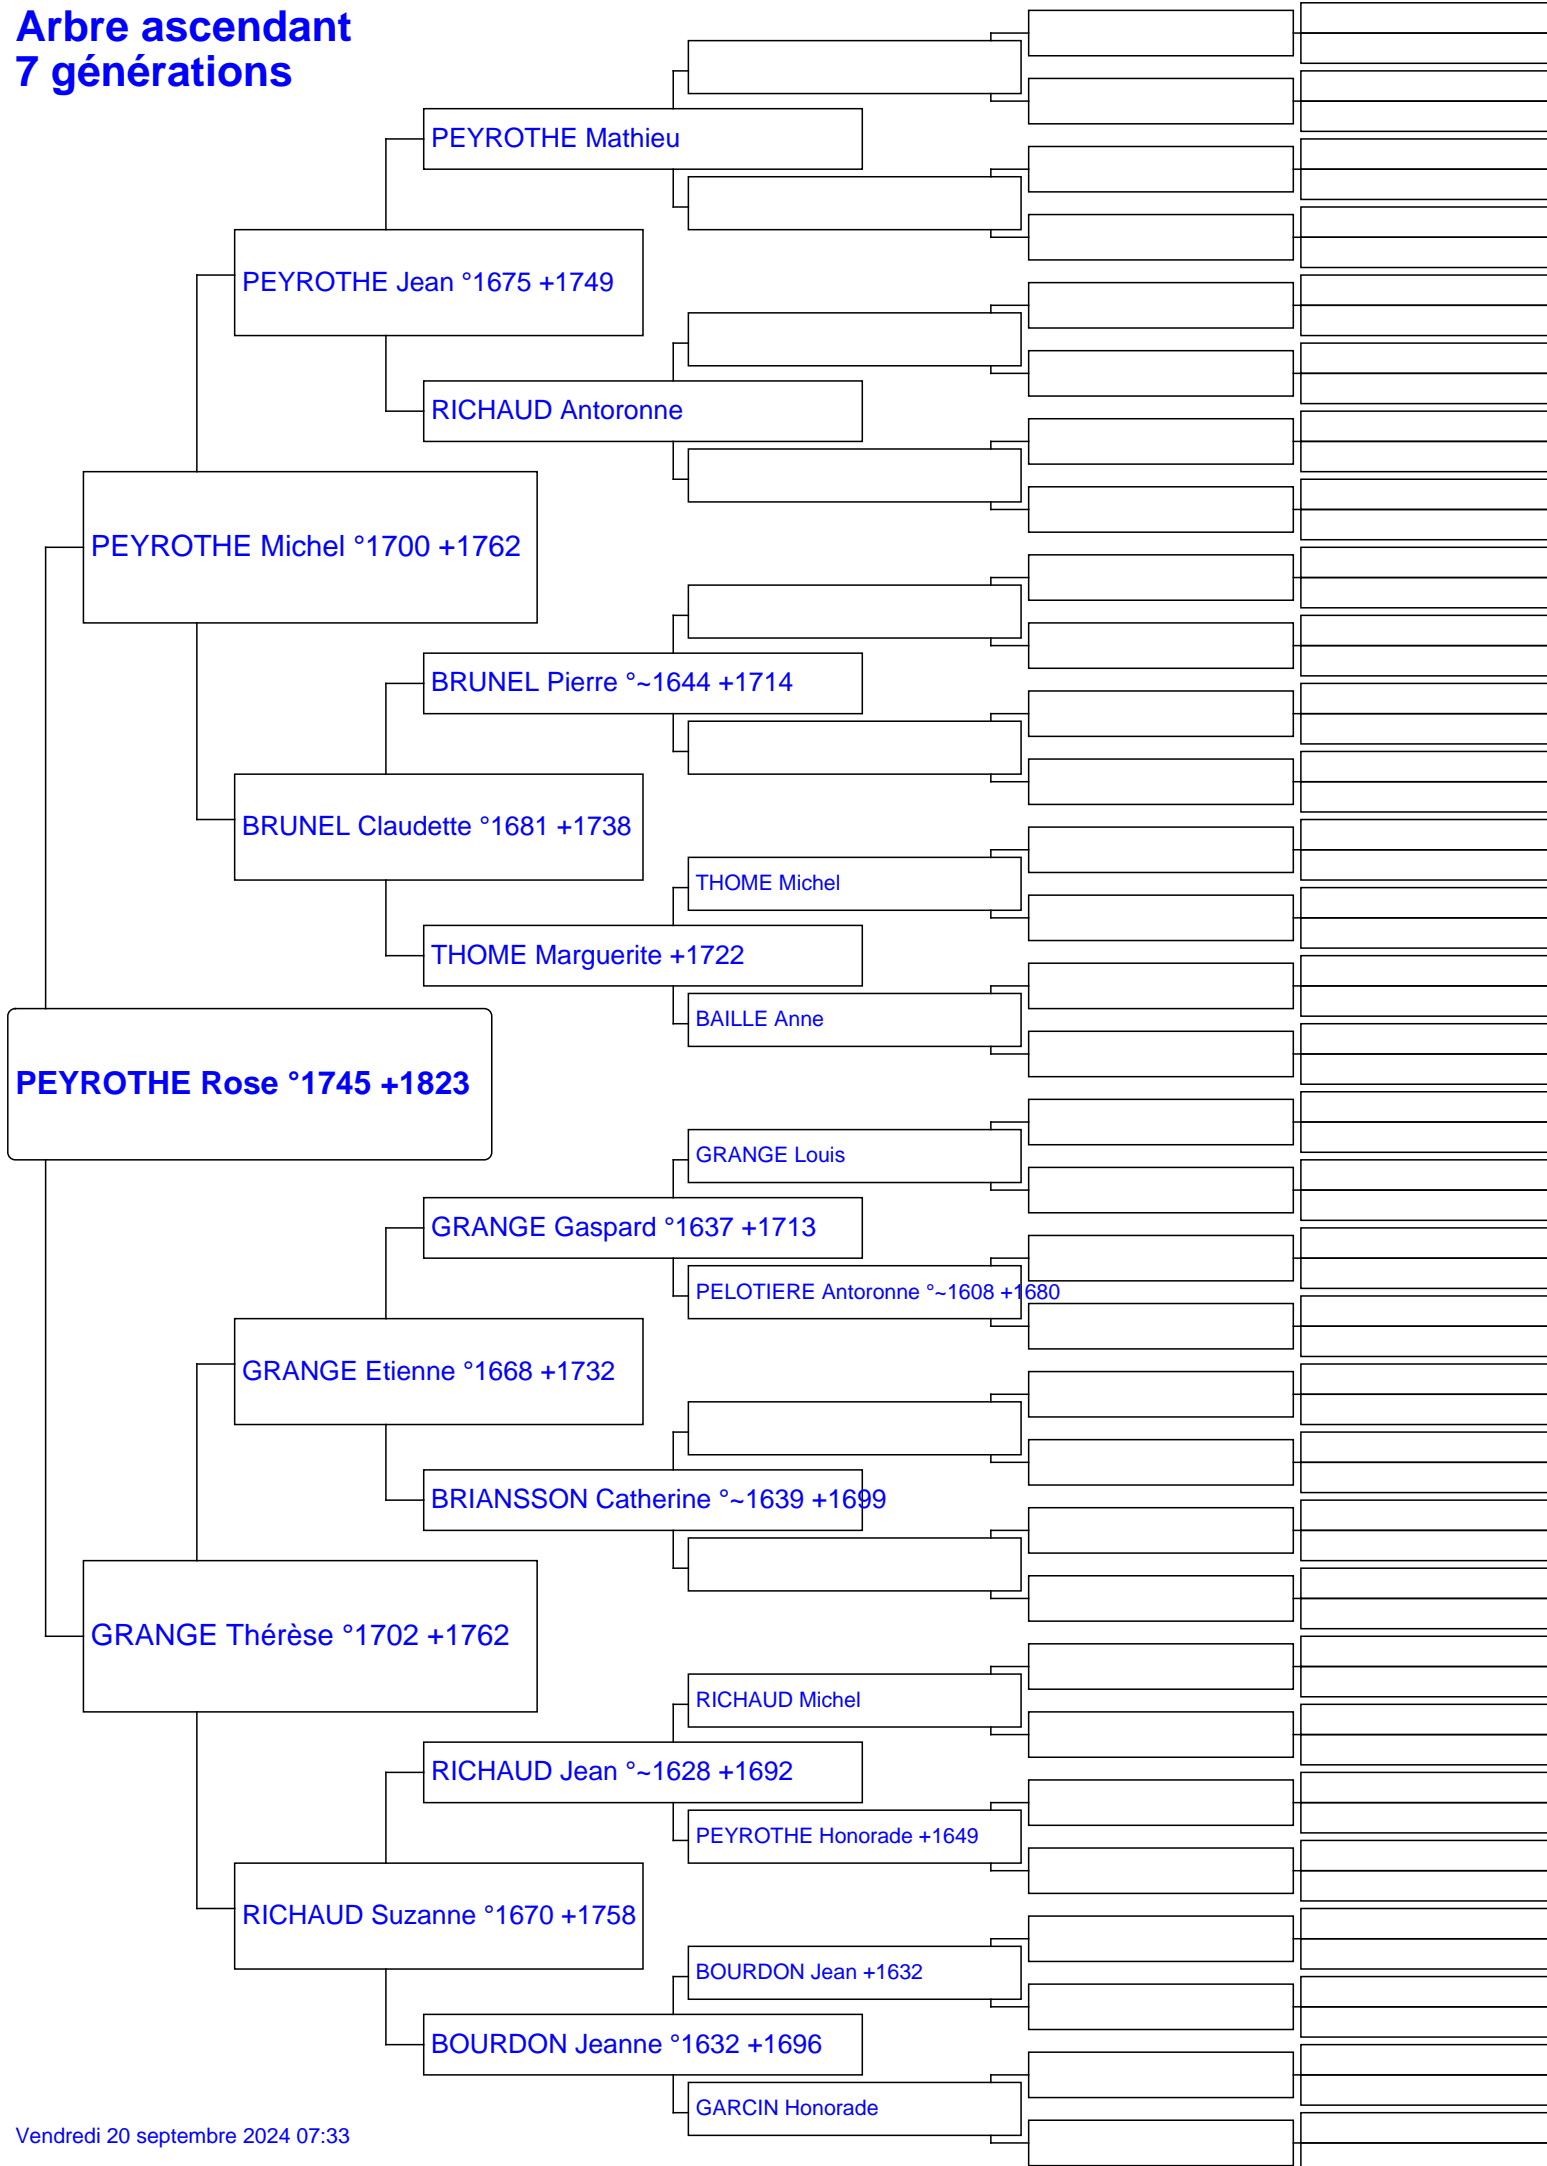 Arbre ascendant
7 générations
PEYROTHE Mathieu
PEYROTHE Jean °1675 +1749
RICHAUD Antoronne
PEYROTHE Michel °1700 +1762
BRUNEL Pierre °~1644 +1714
BRUNEL Claudette °1681 +1738
THOME Michel
THOME Marguerite +1722
BAILLE Anne
PEYROTHE Rose °1745 +1823
GRANGE Louis
GRANGE Gaspard °1637 +1713
PELOTIERE Antoronne °~1608 +1680
GRANGE Etienne °1668 +1732
BRIANSSON Catherine °~1639 +1699
GRANGE Thérèse °1702 +1762
RICHAUD Michel
RICHAUD Jean °~1628 +1692
PEYROTHE Honorade +1649
RICHAUD Suzanne °1670 +1758
BOURDON Jean +1632
BOURDON Jeanne °1632 +1696
GARCIN Honorade
Vendredi 20 septembre 2024 07:33